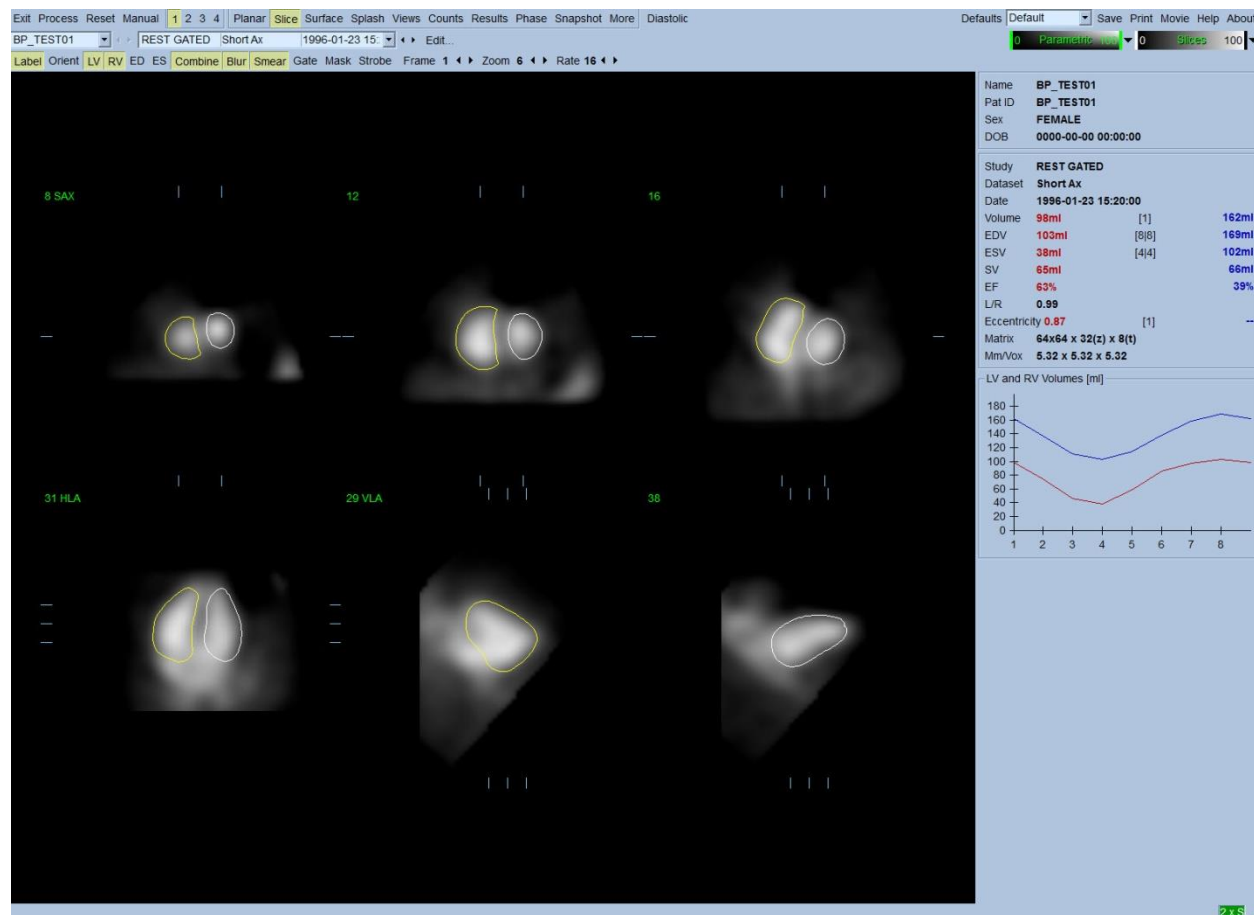 Exit Process Reset Manual 1 2 3 4 Planar Slice Surface Splash Views Counts Results Phase Snapshot More Diastolic Defaults Default Save Print Movie Help About
BP_TEST01 REST GATED Short Ax 1996-01-23 15: Edit...
0 Parametric 100 0 Slices 100
Label Orient LV RV ED ES Combine Blur Smear Gate Mask Strobe Frame 1 Zoom 6 Rate 16
8 SAX 12 16
31 HLA 29 VLA 38
Name BP_TEST01
Pat ID BP_TEST01
Sex FEMALE
DOB 0000-00-00 00:00:00
Study REST GATED
Dataset Short Ax
Date 1996-01-23 15:20:00
Volume 98ml [1] 162ml
EDV 103ml [8|8] 169ml
ESV 38ml [4|4] 102ml
SV 65ml 66ml
EF 63% 39%
L/R 0.99
Eccentricity 0.87 [1] --
Matrix 64x64 x 32(z) x 8(t)
Mm/Vox 5.32 x 5.32 x 5.32
LV and RV Volumes [ml]
180
160
140
120
100
80
60
40
20
0
1 2 3 4 5 6 7 8
2 x S